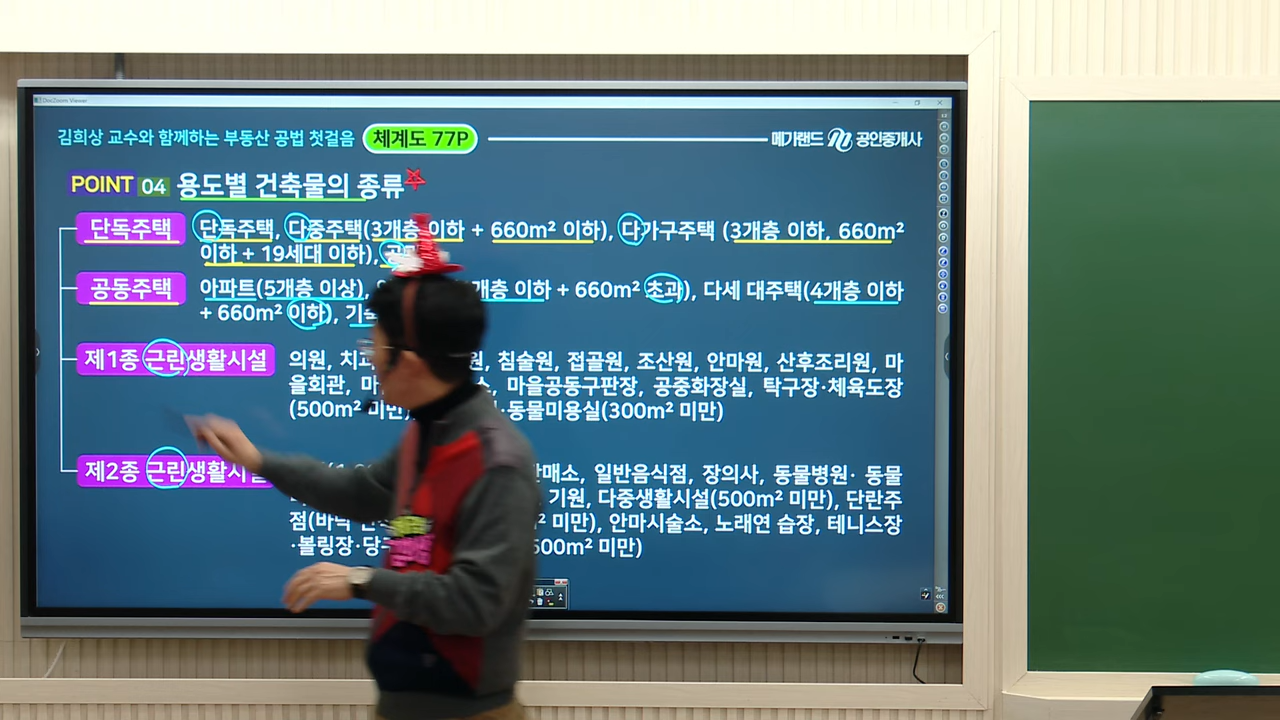 DocZoom Viewer
김희상 교수와 함께하는 부동산 공법 첫걸음 체계도 77P 메가랜드 공인중개사
POINT 04 용도별 건축물의 종류
단독주택 단독주택, 다중주택(3개층 이하 + 660m² 이하), 다가구주택 (3개층 이하, 660m²
이하 + 19세대 이하),
공동주택 아파트(5개층 이상), 개층 이하 + 660m² 초과), 다세 대주택(4개층 이하
+ 660m² 이하),
제1종 근린생활시설 의원, 침술원, 접골원, 조산원, 안마원, 산후조리원, 마
을회관, 마을공동구판장, 공중화장실, 탁구장·체육도장
(500m² 미만), ·동물미용실(300m² 미만)
제2종 근린생활시설 일반음식점, 장의사, 동물병원· 동물
기원, 다중생활시설(500m² 미만), 단란주
점(바닥 미만), 안마시술소, 노래연 습장, 테니스장
·볼링장· 500m² 미만)